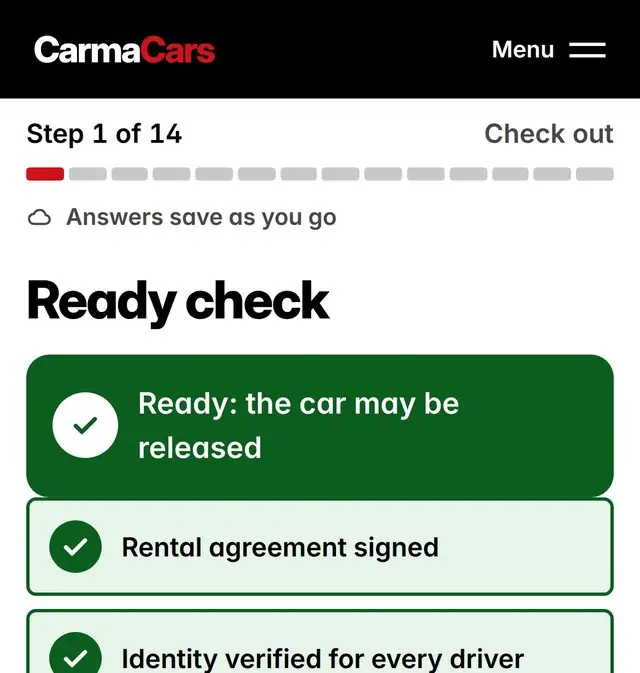 CarmaCars
Menu
Step 1 of 14
Check out
Answers save as you go
Ready check
Ready: the car may be
released
Rental agreement signed
Identity verified for every driver